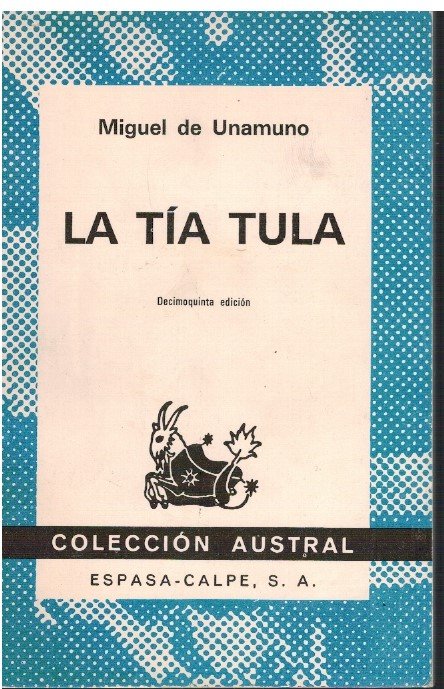 Miguel de Unamuno
LA TÍA TULA
Decimoquinta edición
COLECCIÓN AUSTRAL
ESPASA-CALPE, S. A.